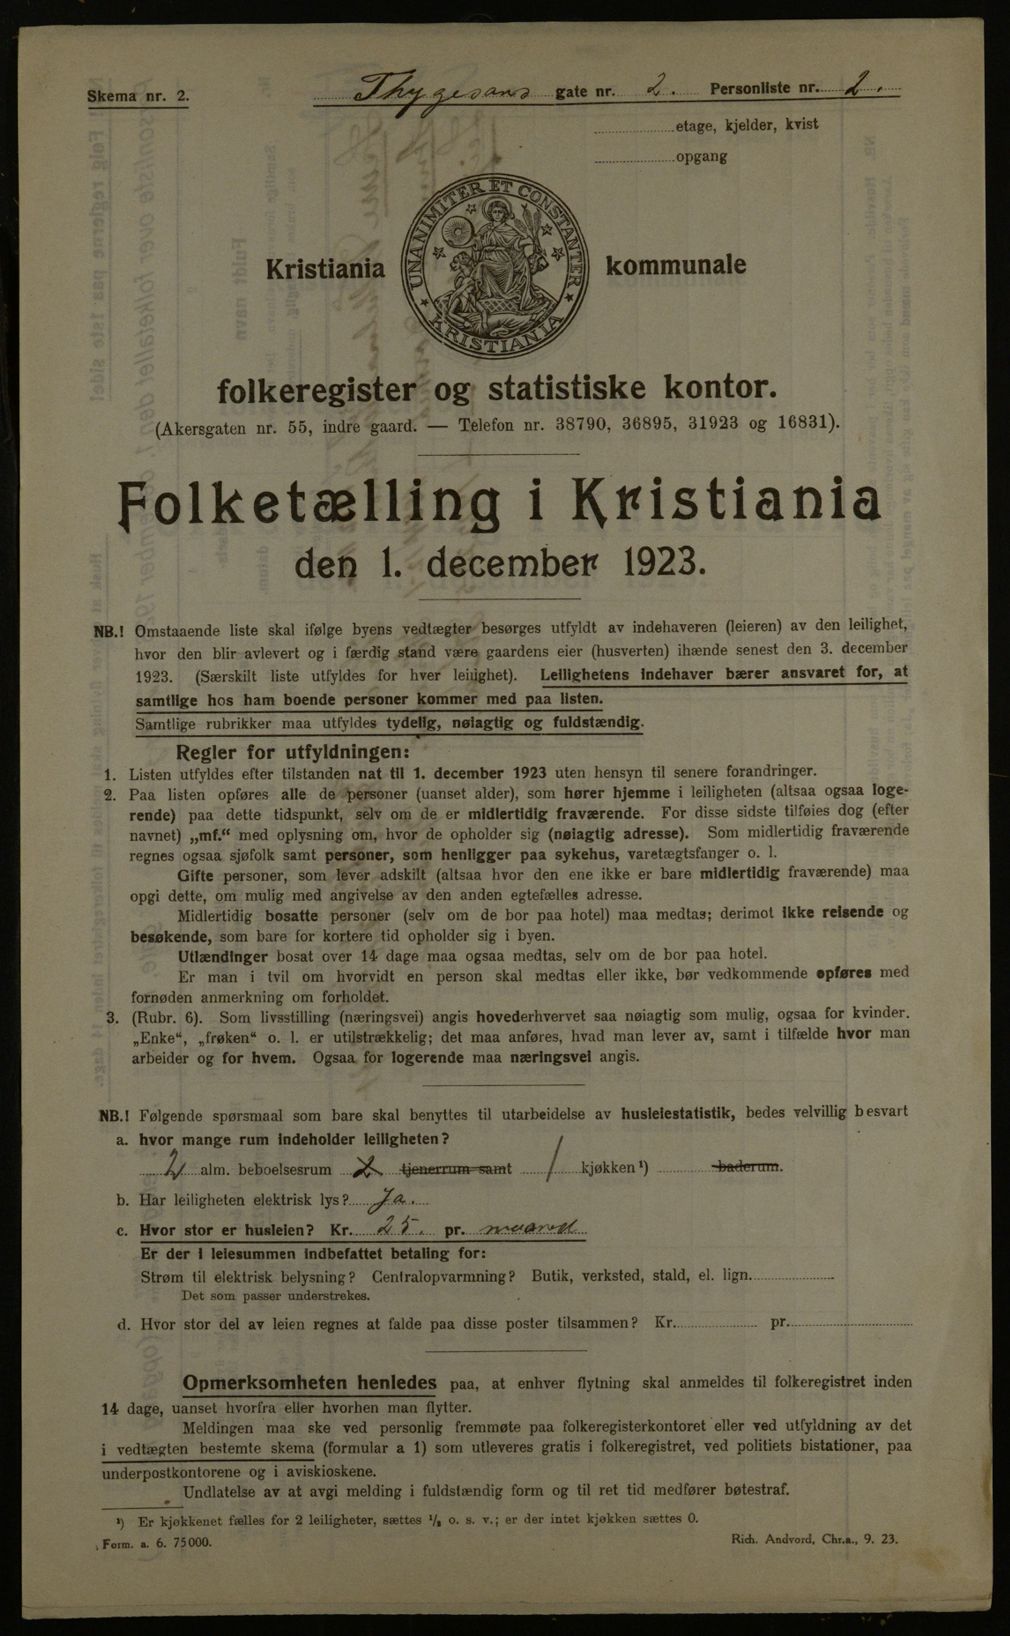 Skema nr. 2.
Thygesons gate nr. 2. Personliste nr. 2.
etage, kjelder, kvist
opgang
UNANIMITER ET CONSTANTER
KRISTIANIA
Kristiania kommunale
folkeregister og statistiske kontor.
(Akersgaten nr. 55, indre gaard. — Telefon nr. 38790, 36895, 31923 og 16831).
Folketælling i Kristiania
den 1. december 1923.
NB.! Omstaaende liste skal ifølge byens vedtægter besørges utfyldt av indehaveren (leieren) av den leilighet,
hvor den blir avlevert og i færdig stand være gaardens eier (husverten) ihænde senest den 3. december
1923. (Særskilt liste utfyldes for hver leilighet). Leilighetens indehaver bærer ansvaret for, at
samtlige hos ham boende personer kommer med paa listen.
Samtlige rubrikker maa utfyldes tydelig, nøiagtig og fuldstændig.
Regler for utfyldningen:
1. Listen utfyldes efter tilstanden nat til 1. december 1923 uten hensyn til senere forandringer.
2. Paa listen opføres alle de personer (uanset alder), som hører hjemme i leiligheten (altsaa ogsaa loge-
rende) paa dette tidspunkt, selv om de er midlertidig fraværende. For disse sidste tilføies dog (efter
navnet) „mf.“ med oplysning om, hvor de opholder sig (nøiagtig adresse). Som midlertidig fraværende
regnes ogsaa sjøfolk samt personer, som henligger paa sykehus, varetægtsfanger o. l.
Gifte personer, som lever adskilt (altsaa hvor den ene ikke er bare midlertidig fraværende) maa
opgi dette, om mulig med angivelse av den anden egtefælles adresse.
Midlertidig bosatte personer (selv om de bor paa hotel) maa medtas; derimot ikke reisende og
besøkende, som bare for kortere tid opholder sig i byen.
Utlændinger bosat over 14 dage maa ogsaa medtas, selv om de bor paa hotel.
Er man i tvil om hvorvidt en person skal medtas eller ikke, bør vedkommende opføres med
fornøden anmerkning om forholdet.
3. (Rubr. 6). Som livsstilling (næringsvei) angis hovederhvervet saa nøiagtig som mulig, ogsaa for kvinder.
„Enke“, „frøken“ o. l. er utilstrækkelig; det maa anføres, hvad man lever av, samt i tilfælde hvor man
arbeider og for hvem. Ogsaa for logerende maa næringsvei angis.
NB.! Følgende spørsmaal som bare skal benyttes til utarbeidelse av husleiestatistik, bedes velvillig besvart
a. hvor mange rum indeholder leiligheten?
2 alm. beboelsesrum 2 tjenerrum samt 1 kjøkken ¹) baderum.
b. Har leiligheten elektrisk lys? Ja.
c. Hvor stor er husleien? Kr. 25. pr. maaned
Er der i leiesummen indbefattet betaling for:
Strøm til elektrisk belysning? Centralopvarmning? Butik, verksted, stald, el. lign.
Det som passer understrekes.
d. Hvor stor del av leien regnes at falde paa disse poster tilsammen? Kr. pr.
Opmerksomheten henledes paa, at enhver flytning skal anmeldes til folkeregistret inden
14 dage, uanset hvorfra eller hvorhen man flytter.
Meldingen maa ske ved personlig fremmøte paa folkeregisterkontoret eller ved utfyldning av det
i vedtægten bestemte skema (formular a 1) som utleveres gratis i folkeregistret, ved politiets bistationer, paa
underpostkontorene og i aviskioskene.
Undlatelse av at avgi melding i fuldstændig form og til ret tid medfører bøtestraf.
¹) Er kjøkkenet fælles for 2 leiligheter, sættes ½ o. s. v.; er der intet kjøkken sættes 0.
Form. a. 6. 75000.
Rich. Andvord, Chr.a., 9. 23.